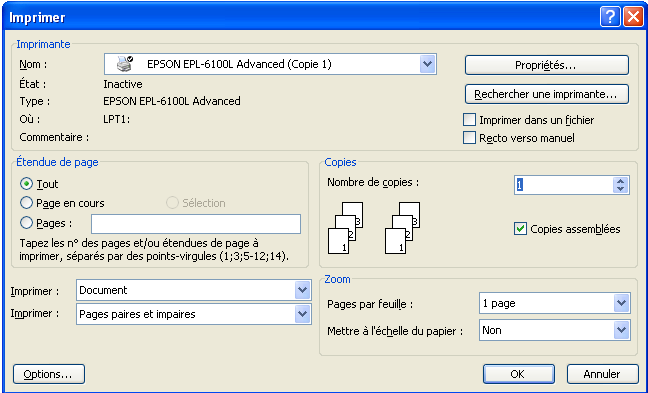 Imprimer
Imprimante
Nom : EPSON EPL-6100L Advanced (Copie 1) Propriétés...
État : Inactive
Type : EPSON EPL-6100L Advanced Rechercher une imprimante...
Où : LPT1: Imprimer dans un fichier
Commentaire : Recto verso manuel
Étendue de page
Tout
Page en cours Sélection
Pages :
Tapez les n° des pages et/ou étendues de page à
imprimer, séparés par des points-virgules (1;3;5-12;14).
Copies
Nombre de copies : 1
3 3
2 2
1 1
Copies assemblées
Imprimer : Document
Imprimer : Pages paires et impaires
Zoom
Pages par feuille : 1 page
Mettre à l'échelle du papier : Non
Options... OK Annuler